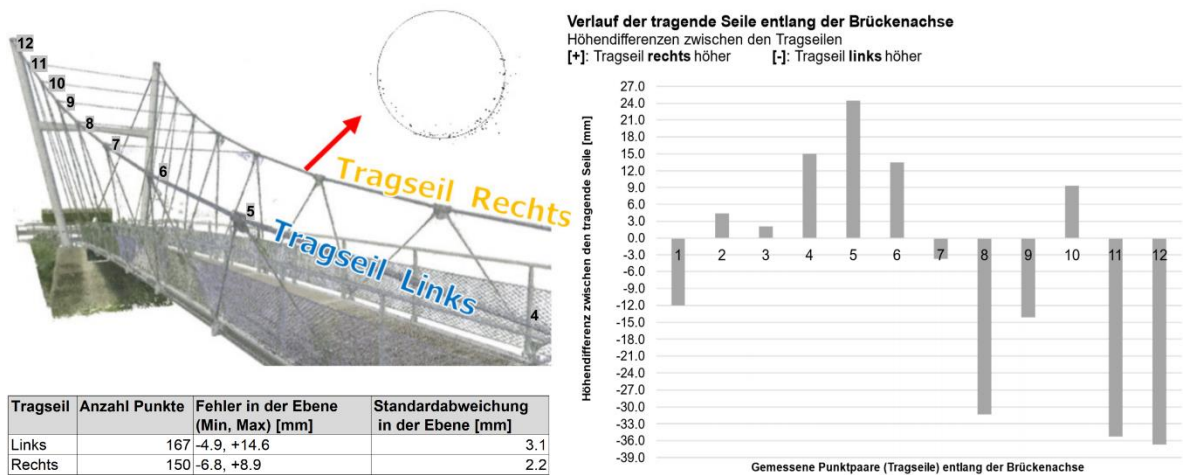 12
11
10
9
8
7
6
5
4
Tragseil Rechts
Tragseil Links
Tragseil Anzahl Punkte Fehler in der Ebene (Min, Max) [mm] Standardabweichung in der Ebene [mm]
Links 167 -4.9, +14.6 3.1
Rechts 150 -6.8, +8.9 2.2
Verlauf der tragende Seile entlang der Brückenachse
Höhendifferenzen zwischen den Tragseilen
[+]: Tragseil rechts höher [-]: Tragseil links höher
Höhendifferenz zwischen den tragende Seile [mm]
27.0
24.0
21.0
18.0
15.0
12.0
9.0
6.0
3.0
0.0
-3.0
-6.0
-9.0
-12.0
-15.0
-18.0
-21.0
-24.0
-27.0
-30.0
-33.0
-36.0
-39.0
1 2 3 4 5 6 7 8 9 10 11 12
Gemessene Punktpaare (Tragseile) entlang der Brückenachse